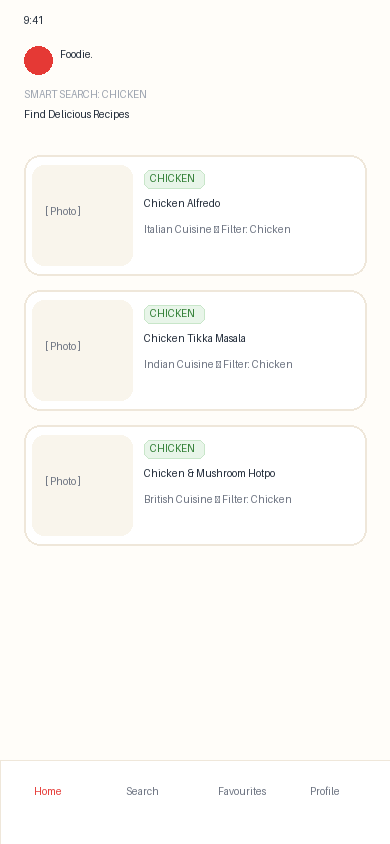 9:41
Foodie.
SMART SEARCH: CHICKEN
Find Delicious Recipes
[ Photo ]
CHICKEN
Chicken Alfredo
Italian Cuisine Filter: Chicken
[ Photo ]
CHICKEN
Chicken Tikka Masala
Indian Cuisine Filter: Chicken
[ Photo ]
CHICKEN
Chicken & Mushroom Hotpo
British Cuisine Filter: Chicken
Home Search Favourites Profile